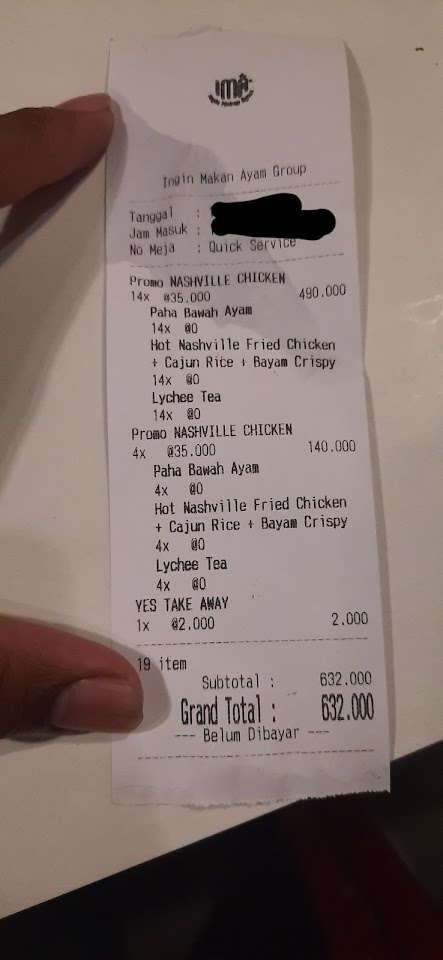 IMA
Ingin Makan Ayam Group
Tanggal :
Jam Masuk :
No Meja : Quick Service
Promo NASHVILLE CHICKEN
14x @35.000 490.000
Paha Bawah Ayam
14x @0
Hot Nashville Fried Chicken
+ Cajun Rice + Bayam Crispy
14x @0
Lychee Tea
14x @0
Promo NASHVILLE CHICKEN
4x @35.000 140.000
Paha Bawah Ayam
4x @0
Hot Nashville Fried Chicken
+ Cajun Rice + Bayam Crispy
4x @0
Lychee Tea
4x @0
YES TAKE AWAY
1x @2.000 2.000
19 item
Subtotal : 632.000
Grand Total : 632.000
--- Belum Dibayar ---